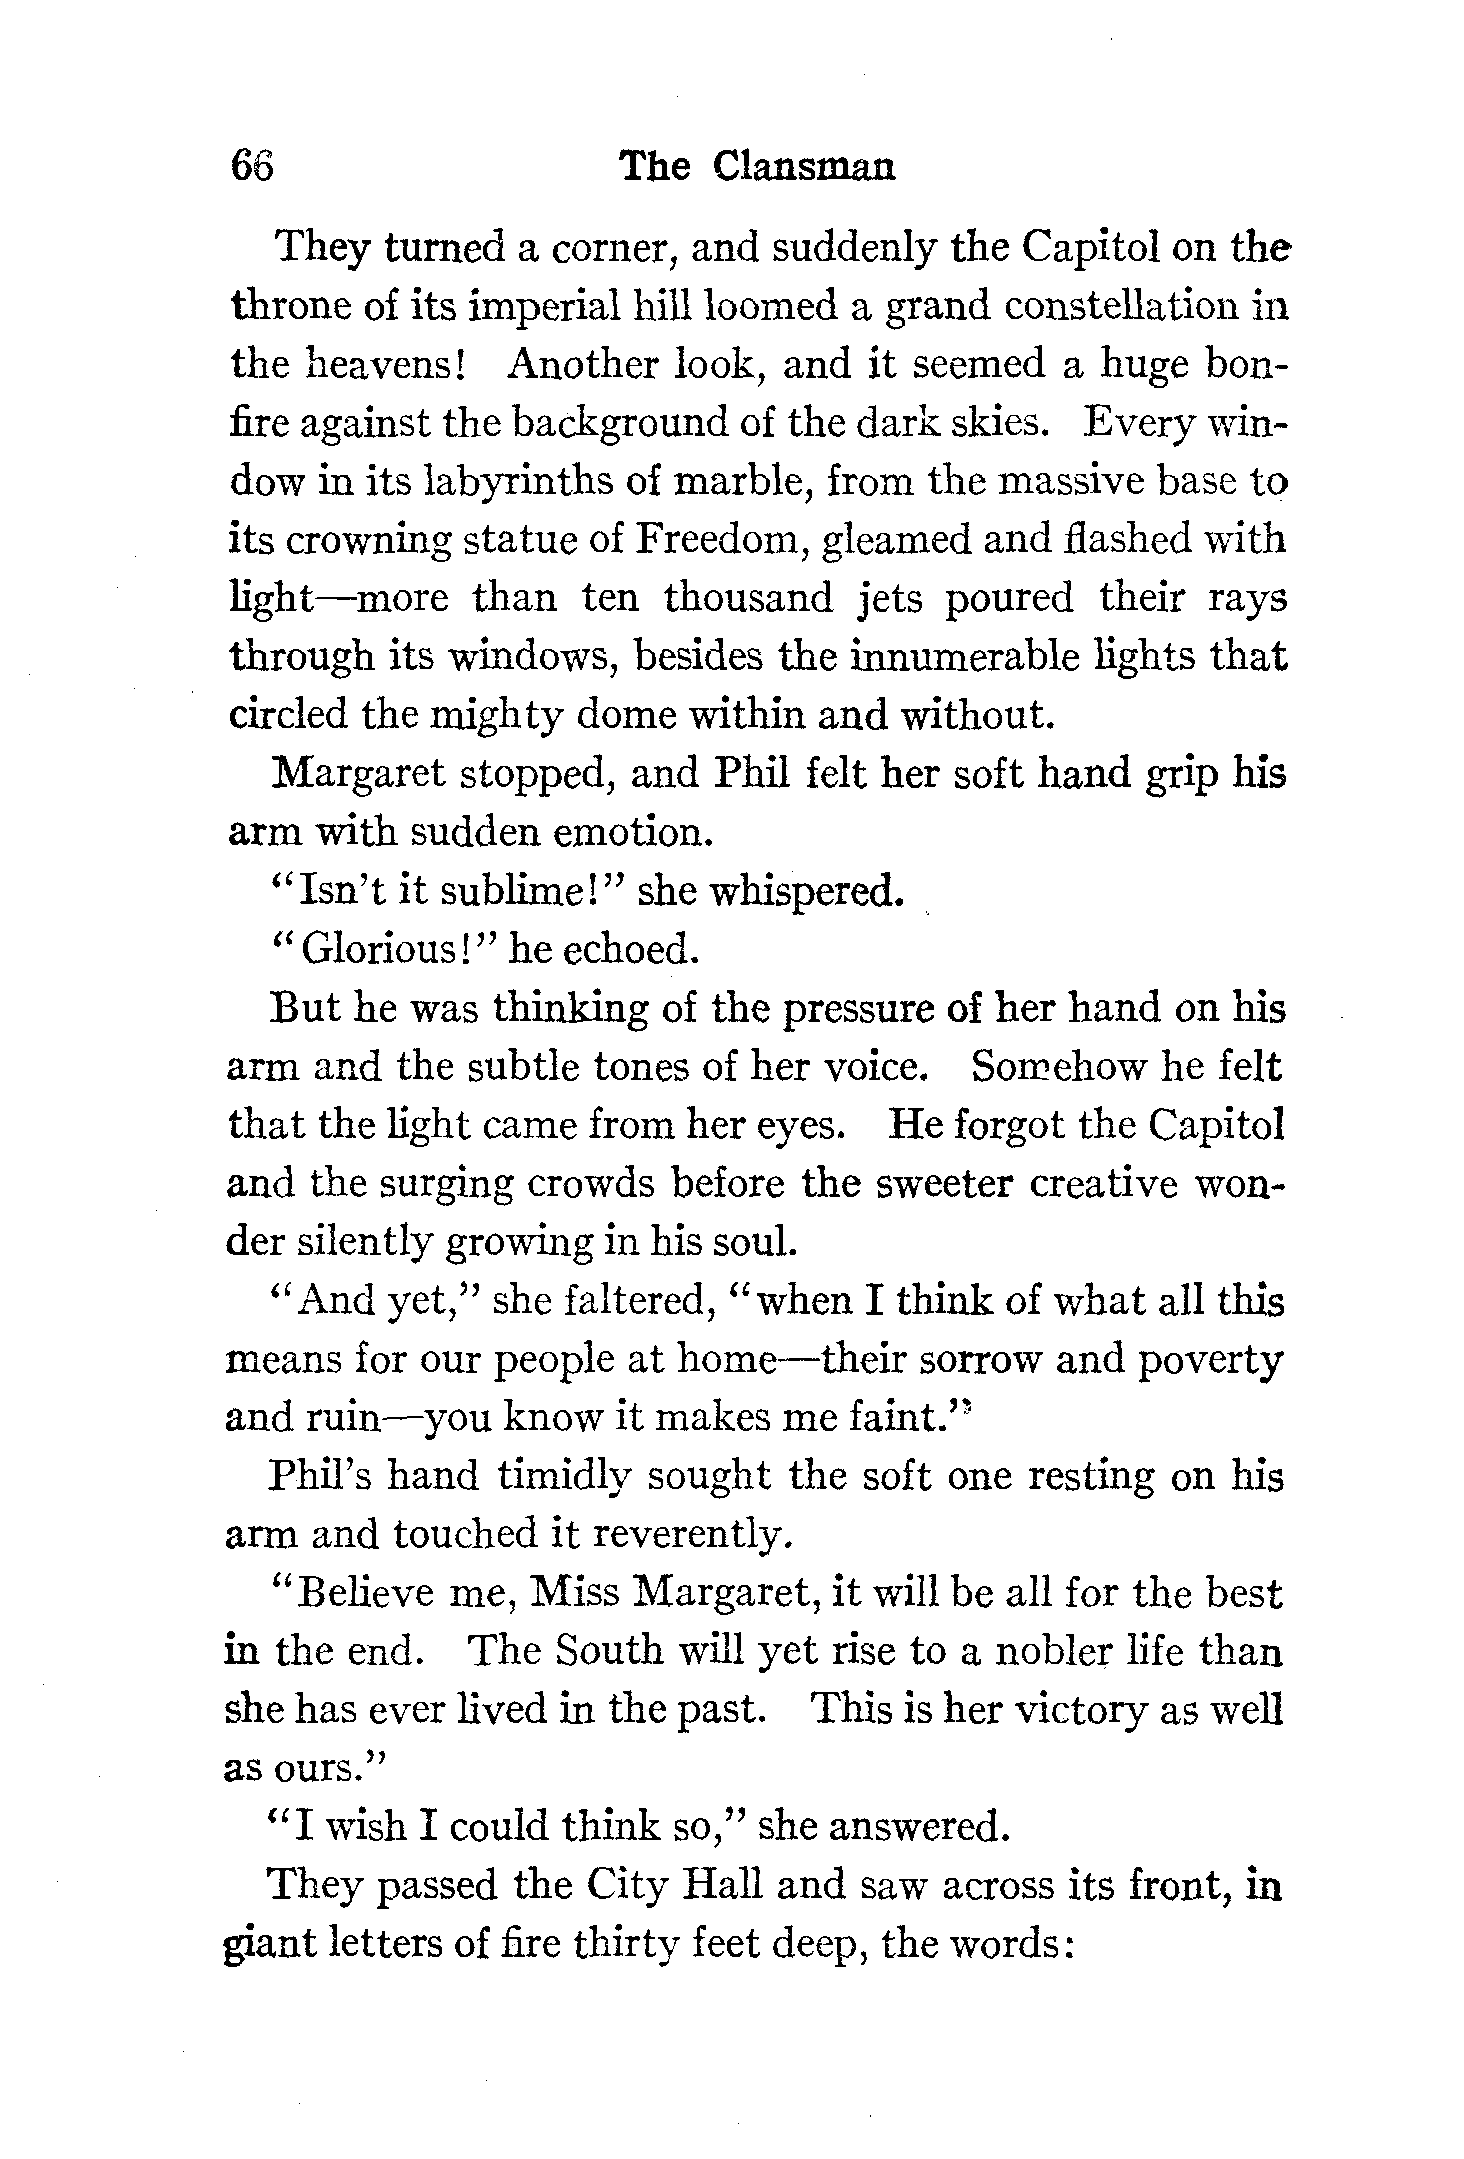 66 The Clansman
They turned a corner, and suddenly the Capitol on the
throne of its imperial hill loomed a grand constellation in
the heavens! Another look, and it seemed a huge bon-
fire against the background of the dark skies. Every win-
dow in its labyrinths of marble, from the massive base to
its crowning statue of Freedom, gleamed and flashed with
light—more than ten thousand jets poured their rays
through its windows, besides the innumerable lights that
circled the mighty dome within and without.
Margaret stopped, and Phil felt her soft hand grip his
arm with sudden emotion.
“Isn’t it sublime!” she whispered.
“Glorious!” he echoed.
But he was thinking of the pressure of her hand on his
arm and the subtle tones of her voice. Somehow he felt
that the light came from her eyes. He forgot the Capitol
and the surging crowds before the sweeter creative won-
der silently growing in his soul.
“And yet,” she faltered, “when I think of what all this
means for our people at home—their sorrow and poverty
and ruin—you know it makes me faint.”
Phil’s hand timidly sought the soft one resting on his
arm and touched it reverently.
“Believe me, Miss Margaret, it will be all for the best
in the end. The South will yet rise to a nobler life than
she has ever lived in the past. This is her victory as well
as ours.”
“I wish I could think so,” she answered.
They passed the City Hall and saw across its front, in
giant letters of fire thirty feet deep, the words: